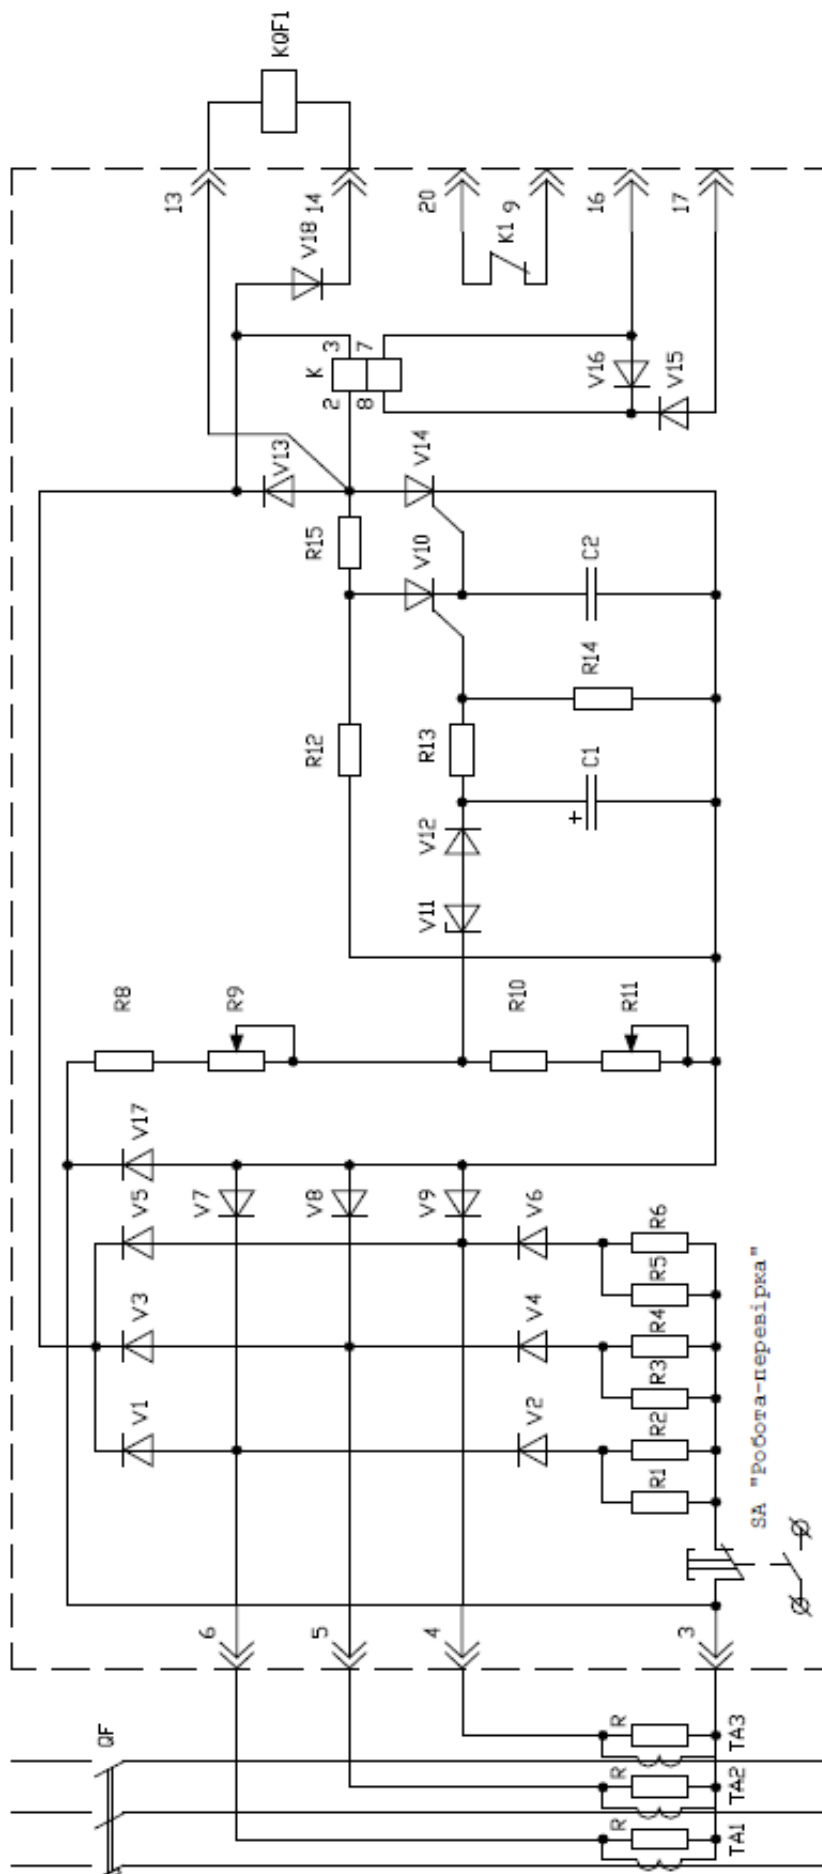 KQF1
13
14
20
9
16
17
V18
K1
K
3
7
2
8
V16
V15
V13
V14
R15
V10
C2
R14
R12
R13
+
C1
V12
V11
R8
R9
R10
R11
V17
V5
V7
V8
V9
V6
R6
R5
V3
V4
R4
R3
V1
V2
R2
R1
SA "Робота-перевірка"
6
5
4
3
QF
R
TA3
R
TA2
R
TA1